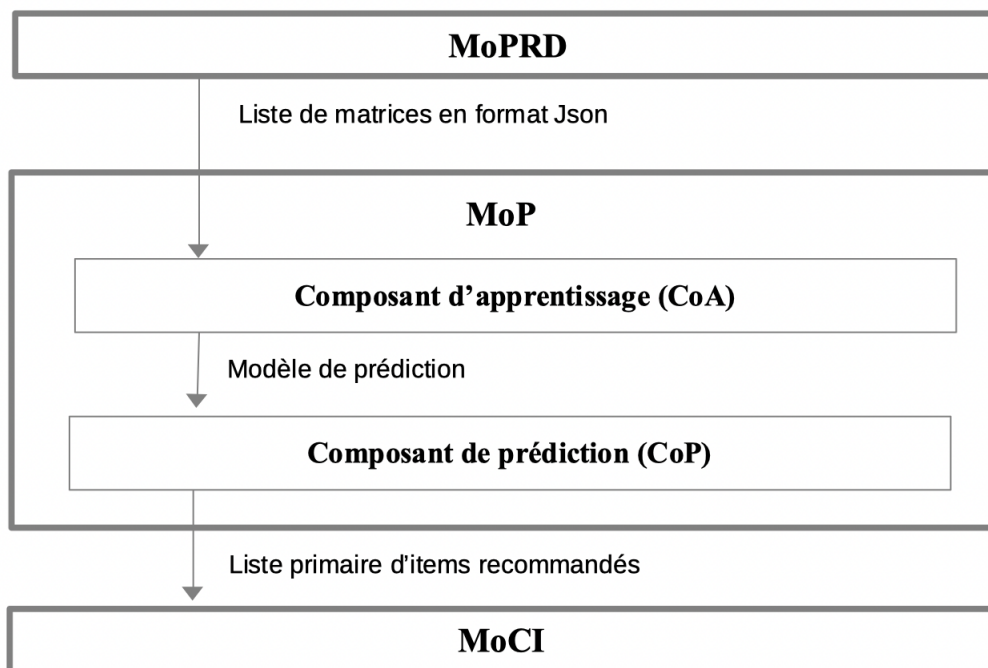 MoPRD
Liste de matrices en format Json
MoP
Composant d’apprentissage (CoA)
Modèle de prédiction
Composant de prédiction (CoP)
Liste primaire d'items recommandés
MoCI